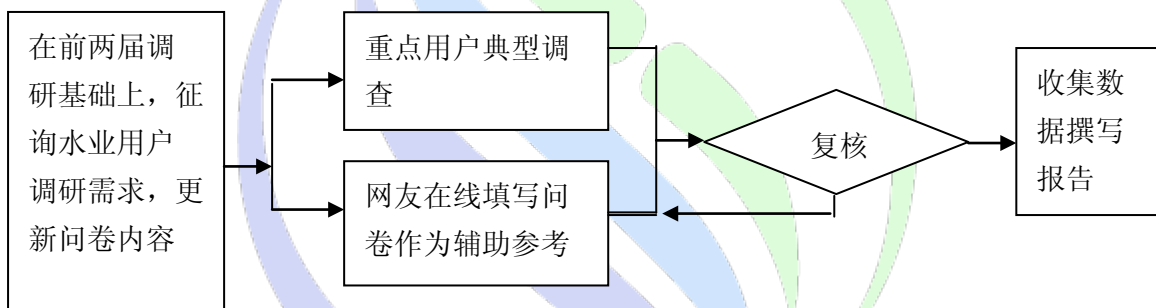 在前两届调
研基础上，征
询水业用户
调研需求，更
新问卷内容
重点用户典型调
查
网友在线填写问
卷作为辅助参考
复核
收集数
据撰写
报告